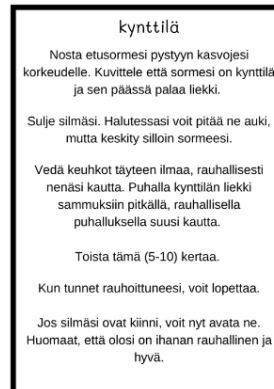 kynttilä
Nosta etusormesi pystyyn kasvojesi
korkeudelle. Kuvittele että sormesi on kynttilä
ja sen päässä palaa liekki.
Sulje silmäsi. Halutessasi voit pitää ne auki,
mutta keskity silloin sormeesi.
Vedä keuhkot täyteen ilmaa, rauhallisesti
nenäsi kautta. Puhalla kynttilän liekki
sammuksiin pitkällä, rauhallisella
puhalluksella suusi kautta.
Toista tämä (5-10) kertaa.
Kun tunnet rauhoittuneesi, voit lopettaa.
Jos silmäsi ovat kiinni, voit nyt avata ne.
Huomaat, että olosi on ihanan rauhallinen ja
hyvä.